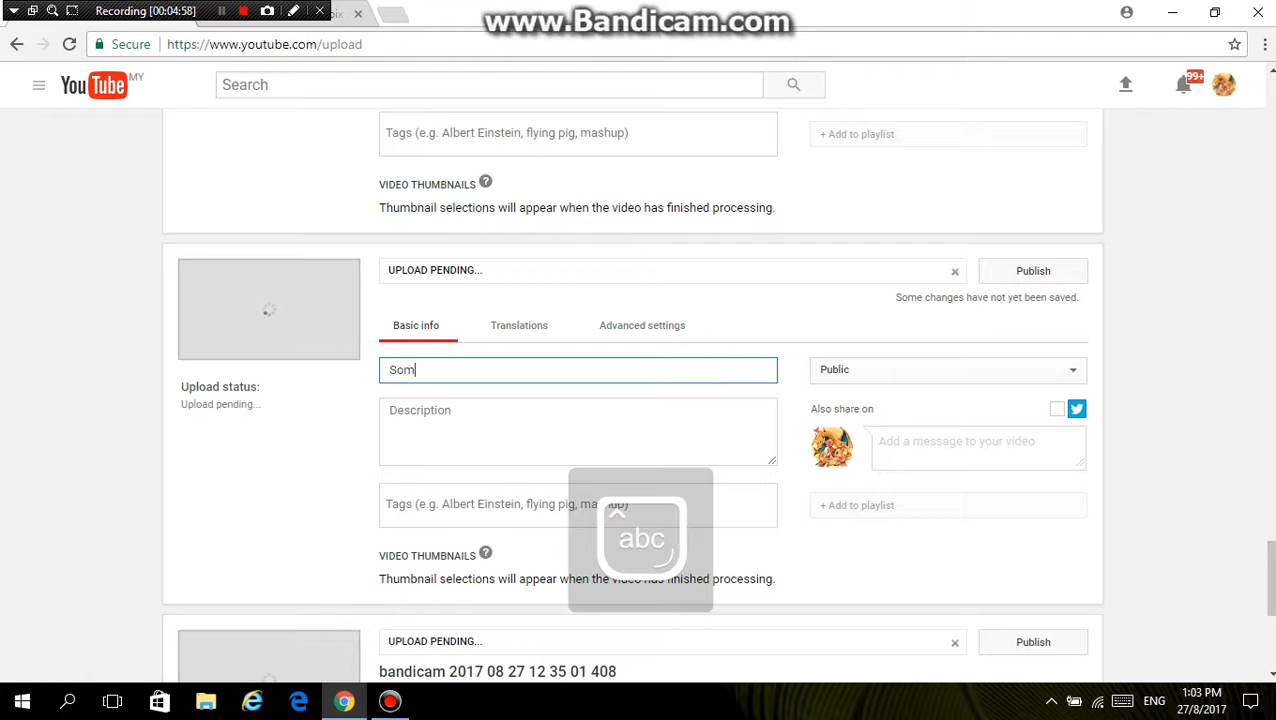 Recording [00:04:58]
www.Bandicam.com
Secure https://www.youtube.com/upload
YouTube MY
Search
99+
Tags (e.g. Albert Einstein, flying pig, mashup)
+ Add to playlist
VIDEO THUMBNAILS ?
Thumbnail selections will appear when the video has finished processing.
UPLOAD PENDING...
Publish
Some changes have not yet been saved.
Basic info Translations Advanced settings
Som
Public
Upload status:
Upload pending...
Description
Also share on
Add a message to your video
Tags (e.g. Albert Einstein, flying pig, mashup)
+ Add to playlist
abc
VIDEO THUMBNAILS ?
Thumbnail selections will appear when the video has finished processing.
UPLOAD PENDING...
Publish
bandicam 2017 08 27 12 35 01 408
ENG
1:03 PM
27/8/2017